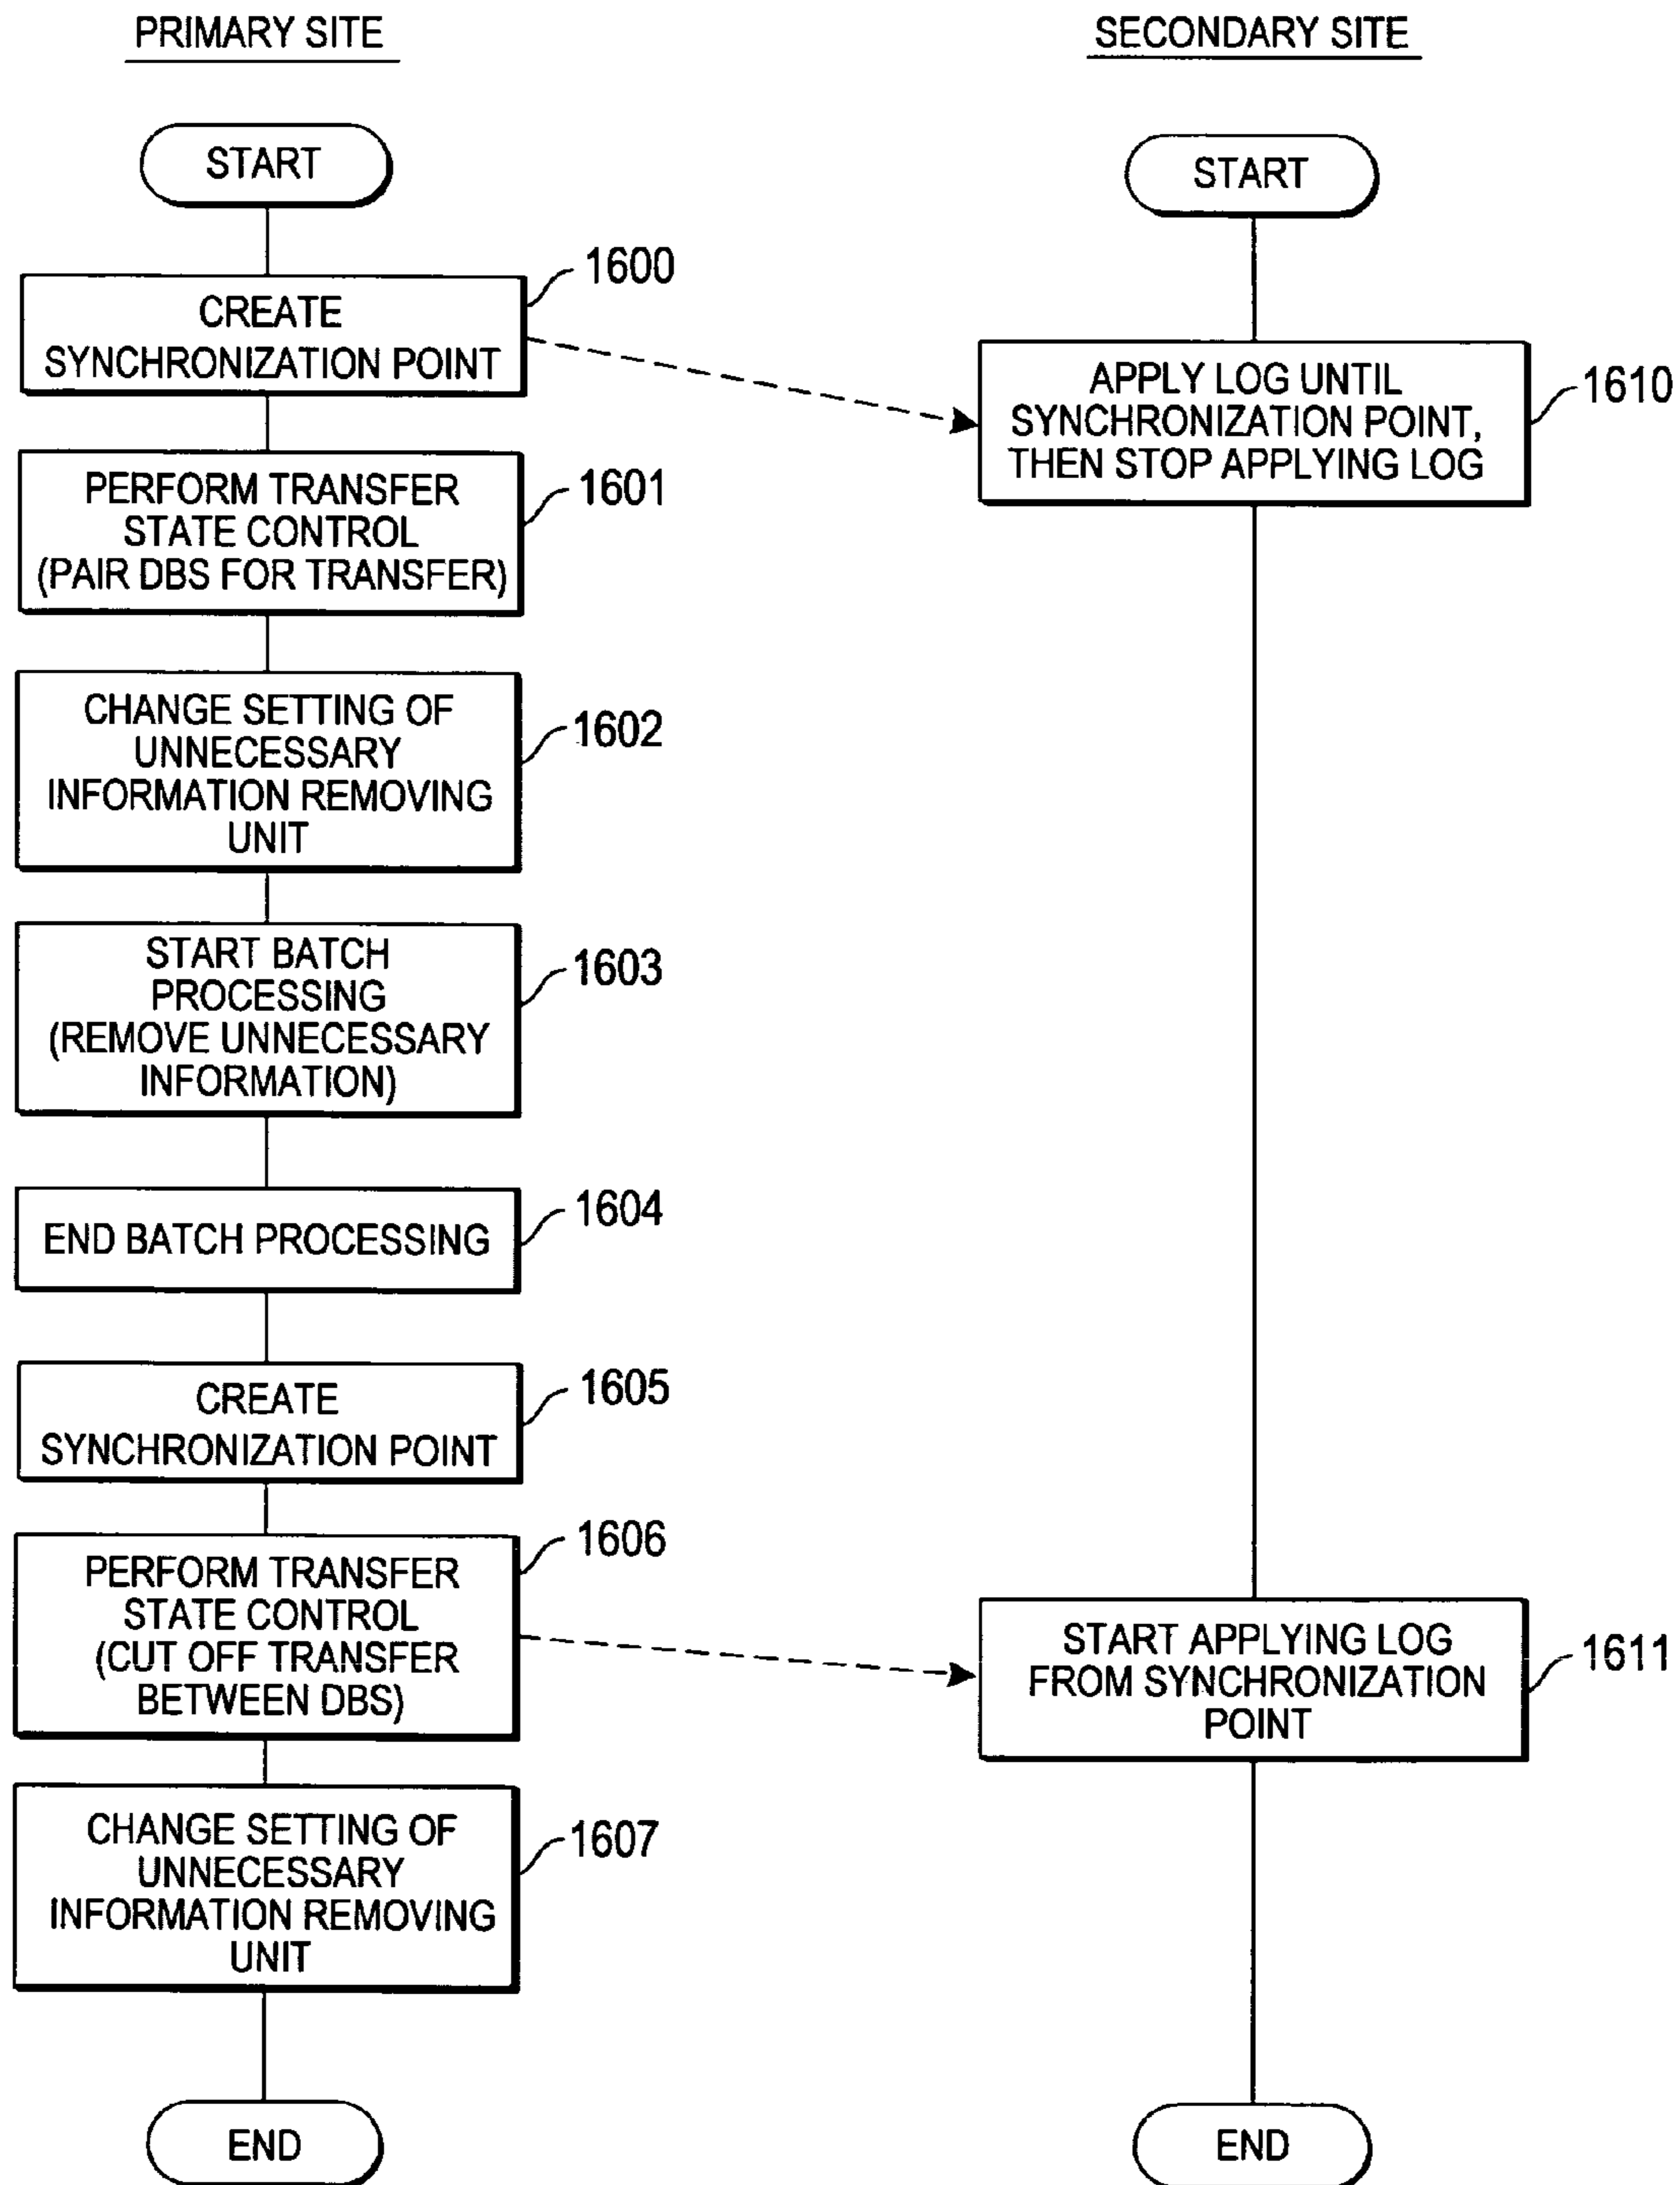 PRIMARY SITE
START
CREATE
SYNCHRONIZATION POINT
1600
PERFORM TRANSFER
STATE CONTROL
(PAIR DBS FOR TRANSFER)
1601
CHANGE SETTING OF
UNNECESSARY
INFORMATION REMOVING
UNIT
1602
START BATCH
PROCESSING
(REMOVE UNNECESSARY
INFORMATION)
1603
END BATCH PROCESSING
1604
CREATE
SYNCHRONIZATION POINT
1605
PERFORM TRANSFER
STATE CONTROL
(CUT OFF TRANSFER
BETWEEN DBS)
1606
CHANGE SETTING OF
UNNECESSARY
INFORMATION REMOVING
UNIT
1607
END
SECONDARY SITE
START
APPLY LOG UNTIL
SYNCHRONIZATION POINT,
THEN STOP APPLYING LOG
1610
START APPLYING LOG
FROM SYNCHRONIZATION
POINT
1611
END